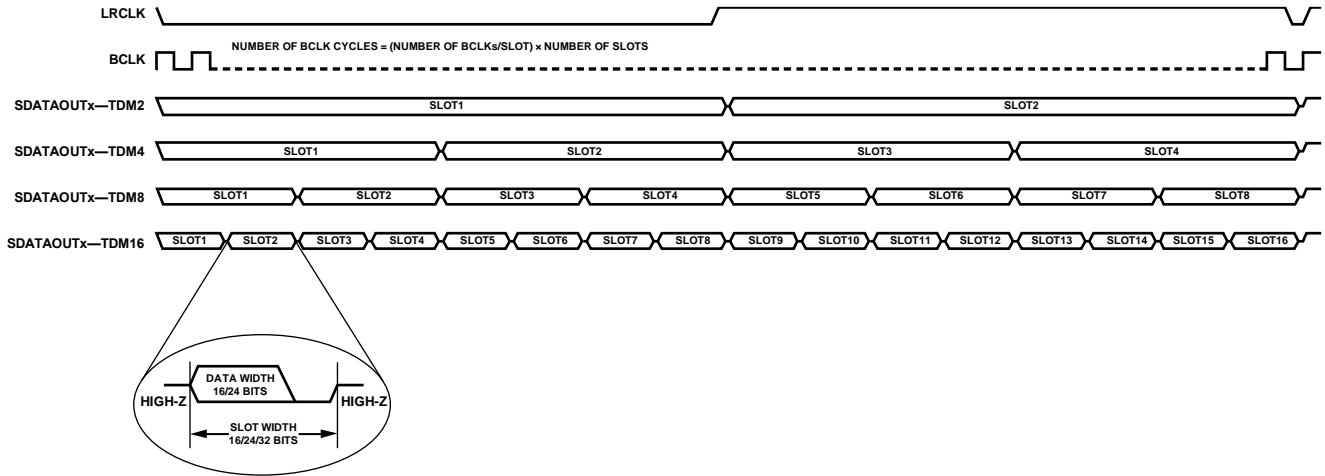 LRCLK
BCLK
NUMBER OF BCLK CYCLES = (NUMBER OF BCLKs/SLOT) × NUMBER OF SLOTS
SDATAOUTx—TDM2
SLOT1 SLOT2
SDATAOUTx—TDM4
SLOT1 SLOT2 SLOT3 SLOT4
SDATAOUTx—TDM8
SLOT1 SLOT2 SLOT3 SLOT4 SLOT5 SLOT6 SLOT7 SLOT8
SDATAOUTx—TDM16
SLOT1 SLOT2 SLOT3 SLOT4 SLOT5 SLOT6 SLOT7 SLOT8 SLOT9 SLOT10 SLOT11 SLOT12 SLOT13 SLOT14 SLOT15 SLOT16
DATA WIDTH
16/24 BITS
HIGH-Z HIGH-Z
SLOT WIDTH
16/24/32 BITS